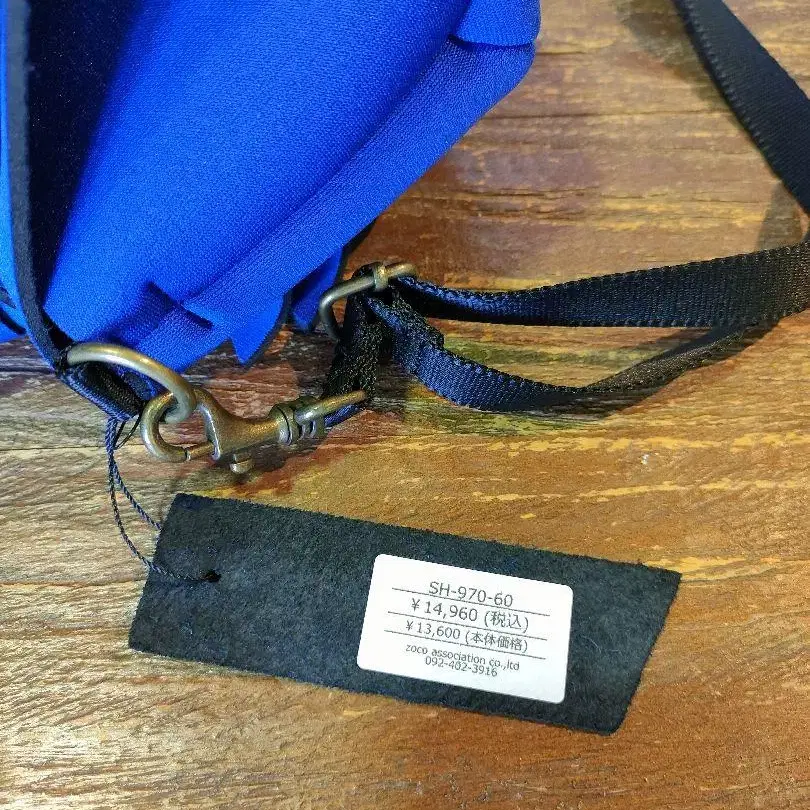 SH-970-60
¥14,960 (税込)
¥13,600 (本体価格)
zoco association co.,ltd
092-402-3916